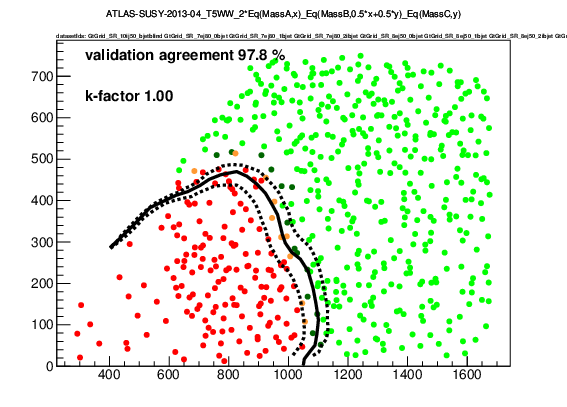 ATLAS-SUSY-2013-04_T5WW_2*Eq(MassA,x)_Eq(MassB,0.5*x+0.5*y)_Eq(MassC,y)
validation agreement 97.8 %
k-factor 1.00
700
600
500
400
300
200
100
0
400 600 800 1000 1200 1400 1600